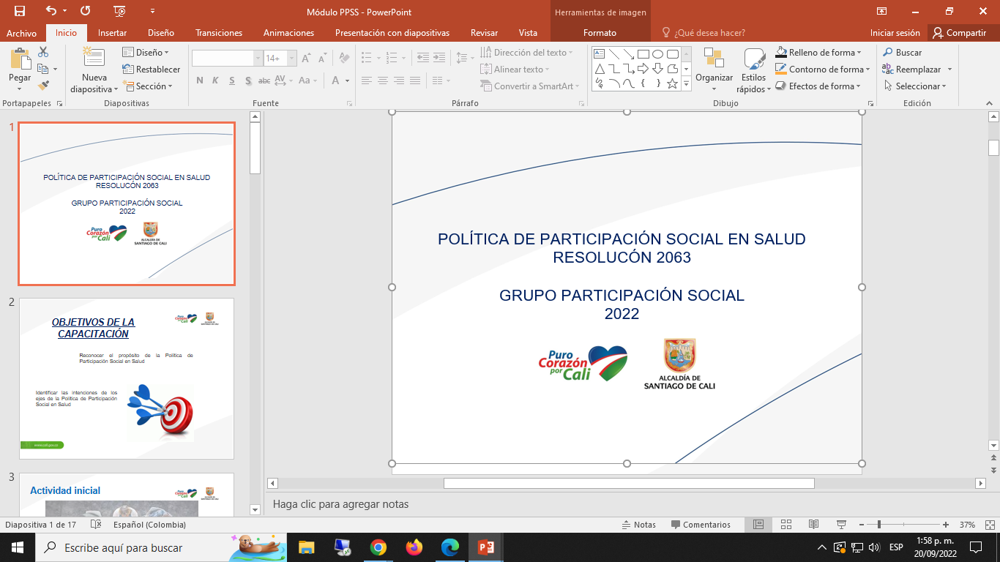 Módulo PPSS - PowerPoint
Herramientas de imagen
Archivo
Inicio
Insertar
Diseño
Transiciones
Animaciones
Presentación con diapositivas
Revisar
Vista
Formato
¿Qué desea hacer?
Iniciar sesión
Compartir
Pegar
Portapapeles
Nueva
diapositiva
Diseño
Restablecer
Sección
Diapositivas
14+
N K S S abc AV Aa A
Fuente
Párrafo
Dirección del texto
Alinear texto
Convertir a SmartArt
Organizar
Estilos
rápidos
Relleno de forma
Contorno de forma
Efectos de forma
Dibujo
Buscar
Reemplazar
Seleccionar
Edición
1
POLÍTICA DE PARTICIPACIÓN SOCIAL EN SALUD
RESOLUCÓN 2063
GRUPO PARTICIPACIÓN SOCIAL
2022
Puro
Corazón
por Cali
ALCALDÍA DE
SANTIAGO DE CALI
2
OBJETIVOS DE LA
CAPACITACIÓN
Puro
Corazón
por Cali
ALCALDÍA DE
SANTIAGO DE CALI
Reconocer el propósito de la Política de
Participación Social en Salud
Identificar las intenciones de los
ejes de la Política de Participación
Social en Salud
www.cali.gov.co
3
Actividad inicial
Puro
Corazón
por Cali
ALCALDÍA DE
SANTIAGO DE CALI
POLÍTICA DE PARTICIPACIÓN SOCIAL EN SALUD
RESOLUCÓN 2063
GRUPO PARTICIPACIÓN SOCIAL
2022
Puro
Corazón
por Cali
ALCALDÍA DE
SANTIAGO DE CALI
Haga clic para agregar notas
Diapositiva 1 de 17
Español (Colombia)
Notas
Comentarios
37%
Escribe aquí para buscar
ESP
1:58 p. m.
20/09/2022